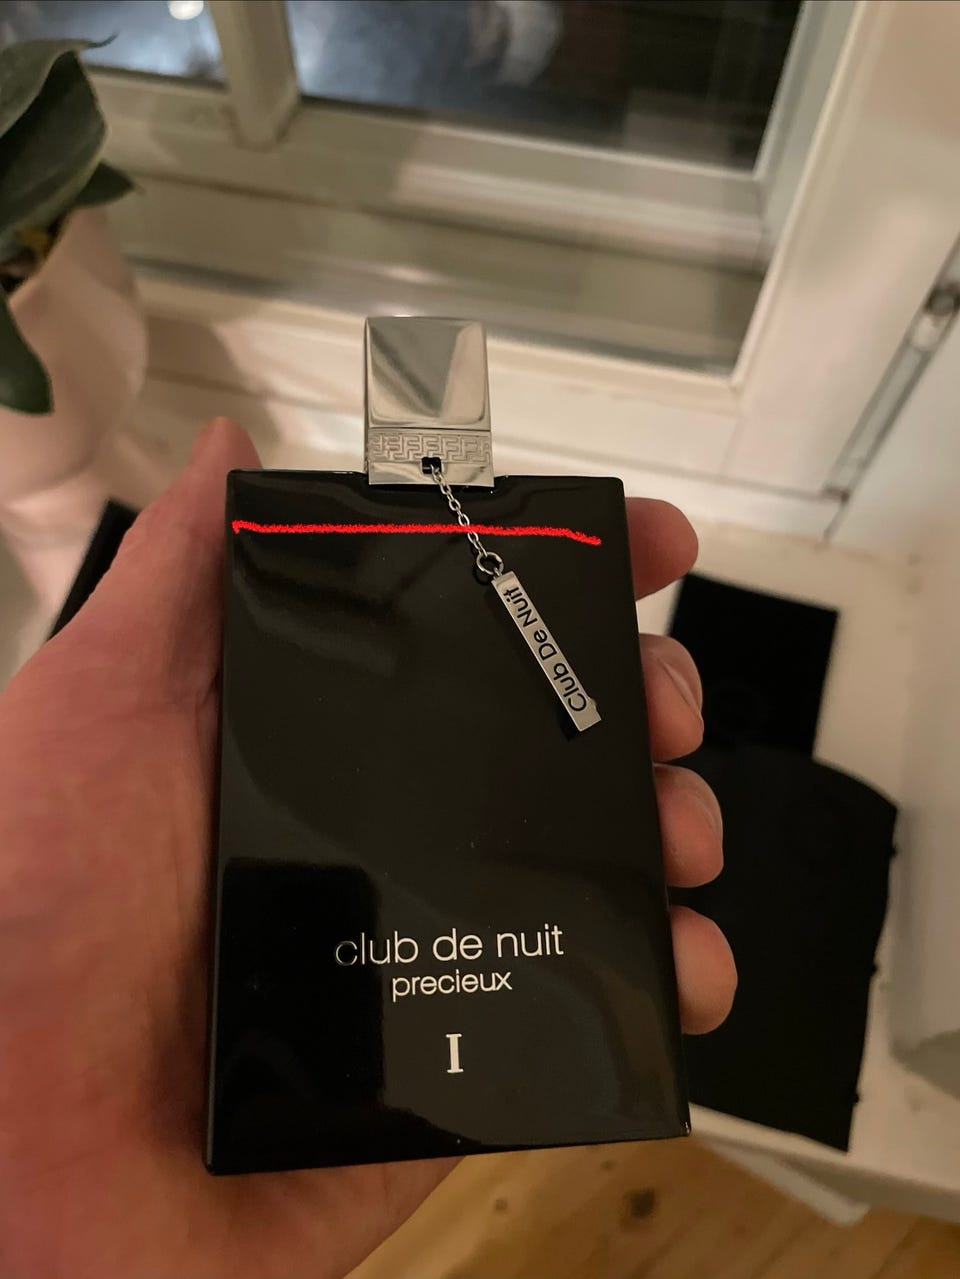 Club De Nuit
club de nuit
precieux
I